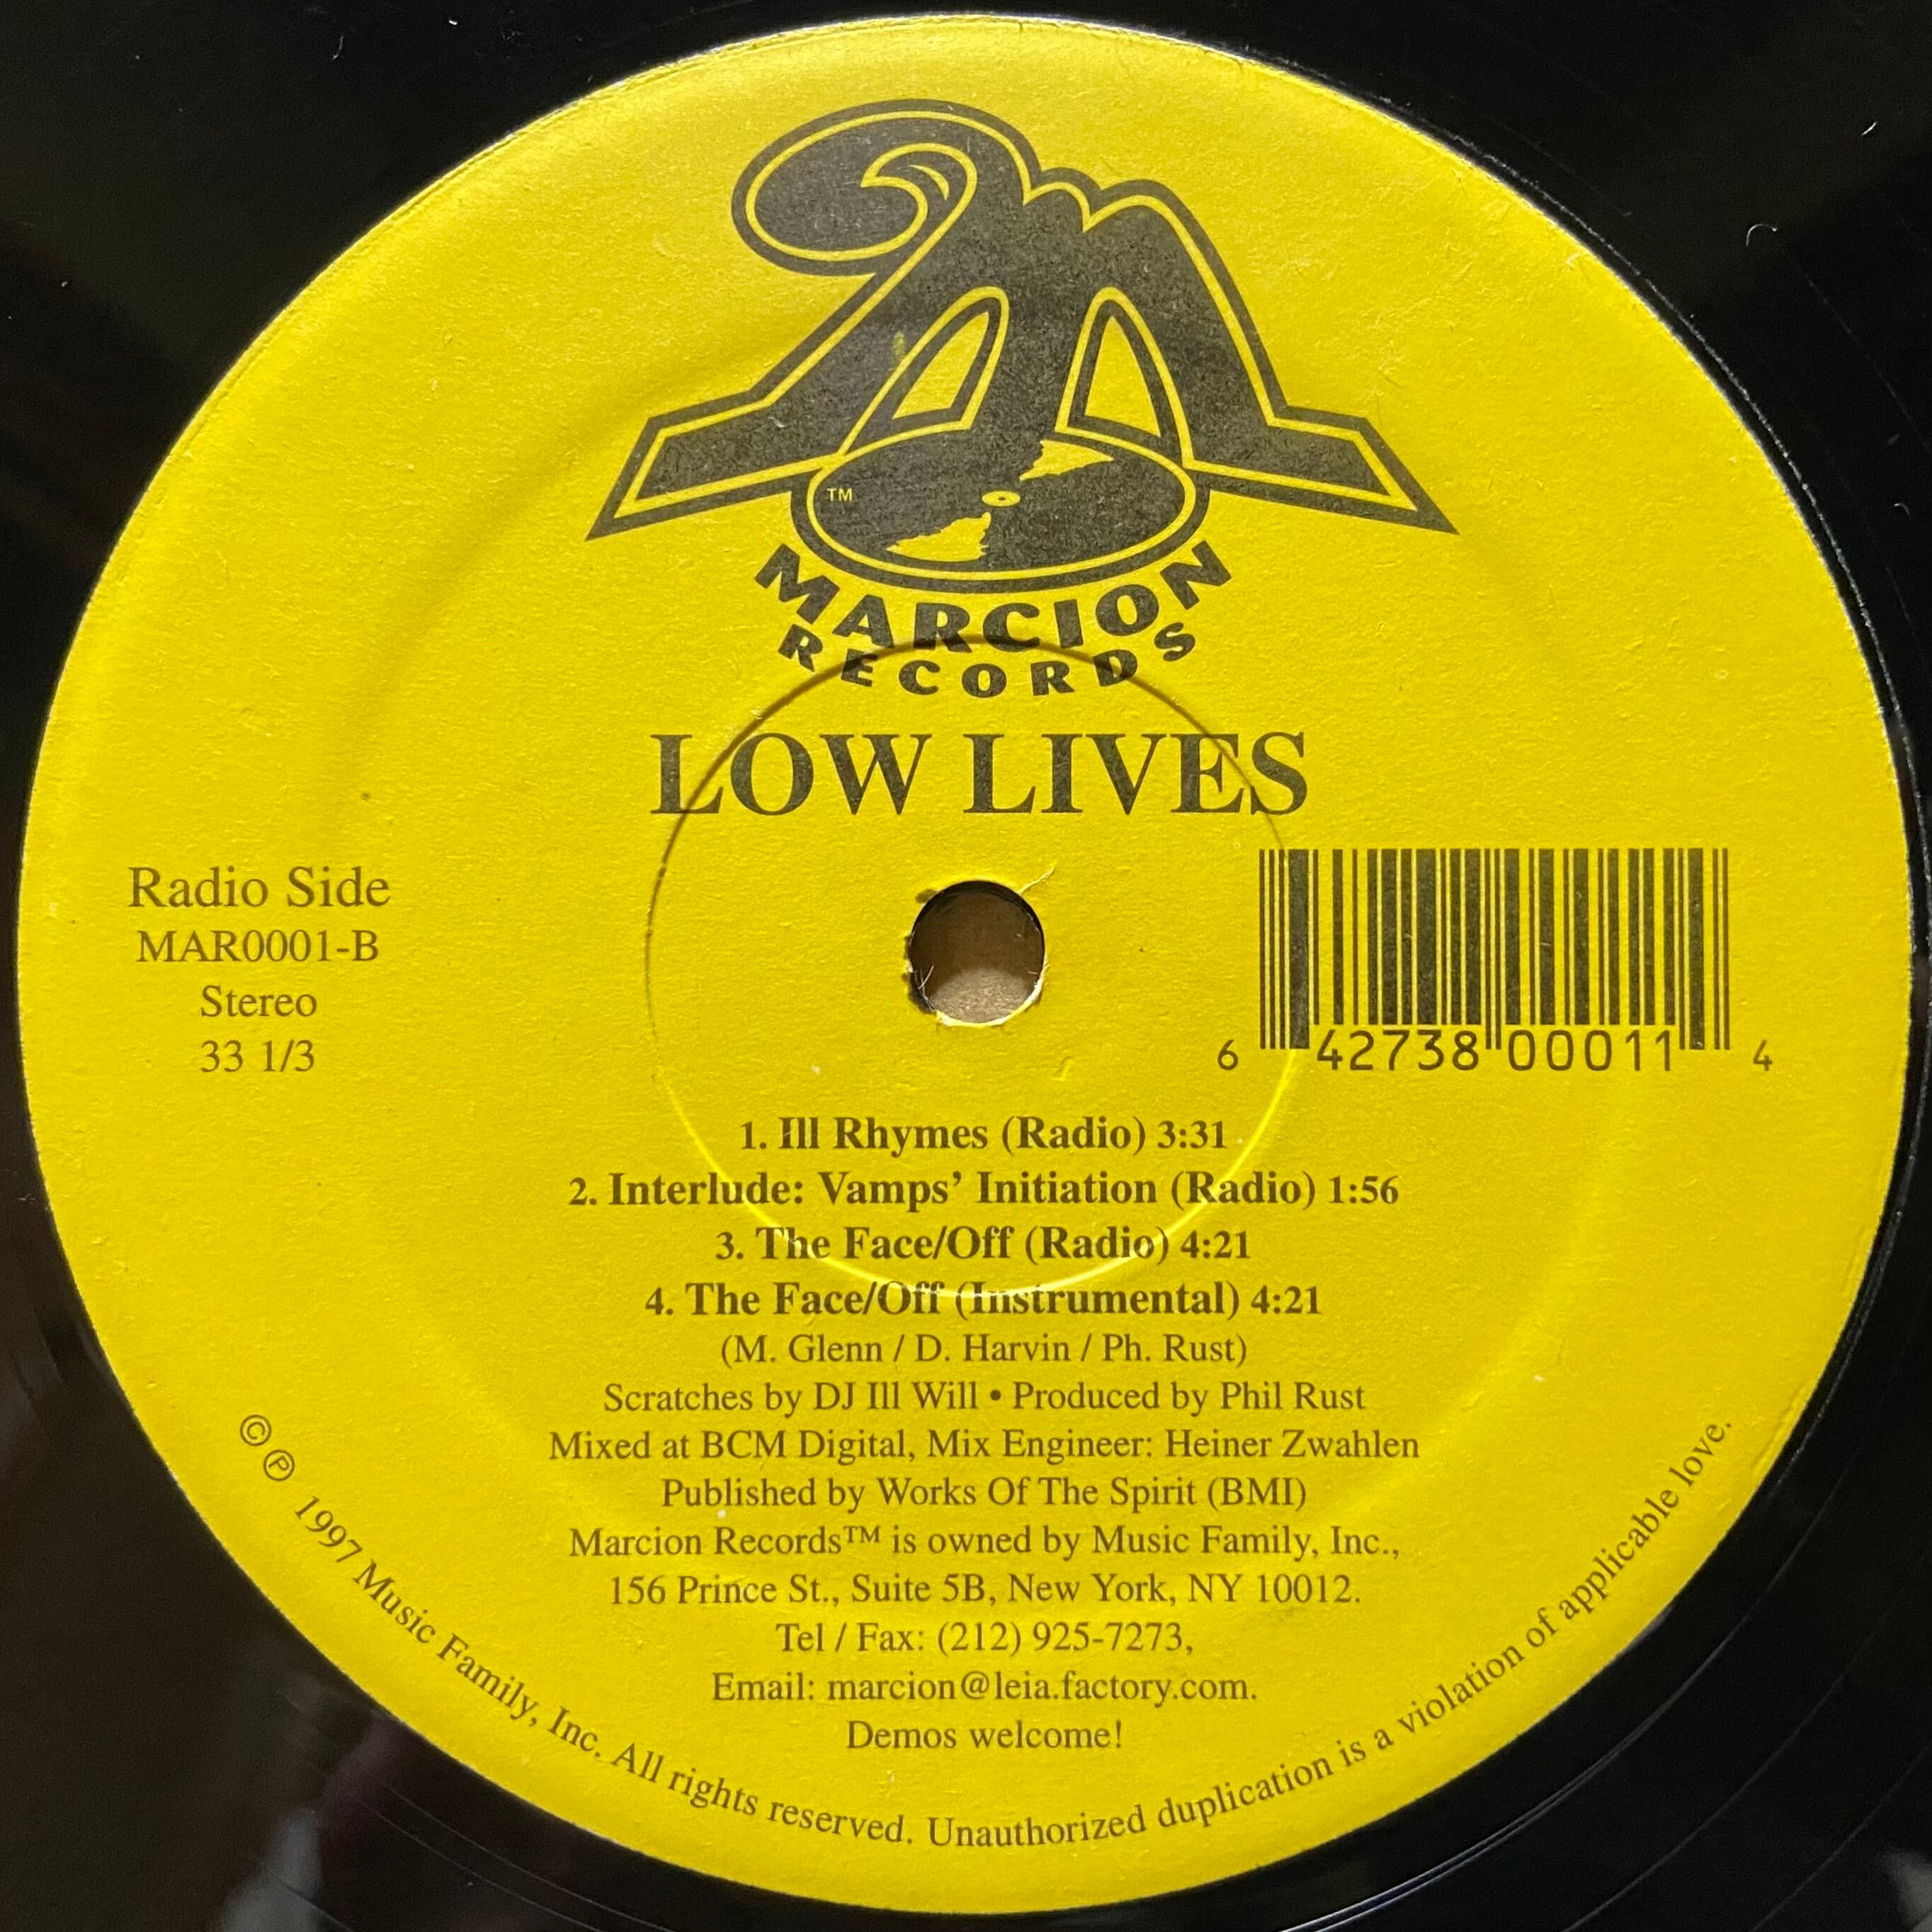 TM
MARCION
RECORDS
LOW LIVES
Radio Side
MAR0001-B
Stereo
33 1/3
6 42738 00011 4
1. Ill Rhymes (Radio) 3:31
2. Interlude: Vamps’ Initiation (Radio) 1:56
3. The Face/Off (Radio) 4:21
4. The Face/Off (Instrumental) 4:21
(M. Glenn / D. Harvin / Ph. Rust)
Scratches by DJ Ill Will • Produced by Phil Rust
Mixed at BCM Digital, Mix Engineer: Heiner Zwahlen
Published by Works Of The Spirit (BMI)
Marcion Records™ is owned by Music Family, Inc.,
156 Prince St., Suite 5B, New York, NY 10012.
Tel / Fax: (212) 925-7273,
Email: marcion@leia.factory.com.
Demos welcome!
©℗ 1997 Music Family, Inc. All rights reserved. Unauthorized duplication is a violation of applicable love.